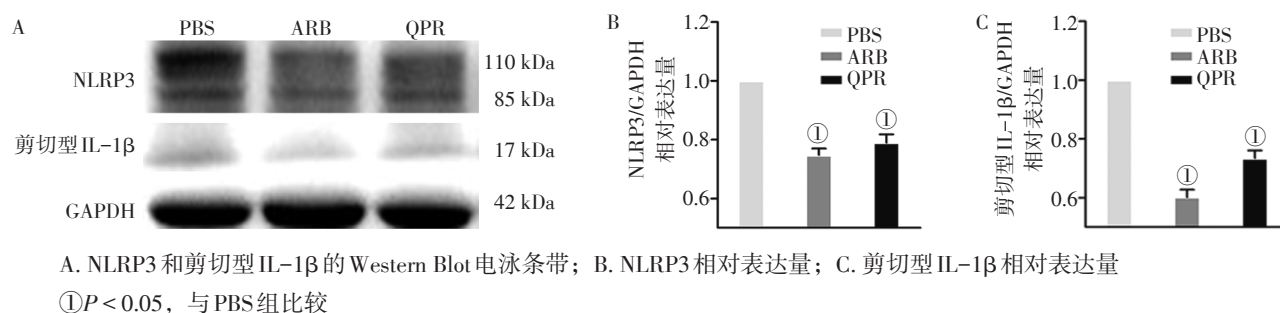 A
PBS ARB QPR
NLRP3
110 kDa
85 kDa
剪切型IL-1β
17 kDa
GAPDH
42 kDa
B
NLRP3/GAPDH
相对表达量
1.2
1.0
0.8
0.6
PBS
ARB
QPR
①
①
C
剪切型IL-1β/GAPDH
相对表达量
1.2
1.0
0.8
0.6
PBS
ARB
QPR
①
①
A. NLRP3和剪切型IL-1β的Western Blot电泳条带；B. NLRP3相对表达量；C. 剪切型IL-1β相对表达量
①P < 0.05，与PBS组比较